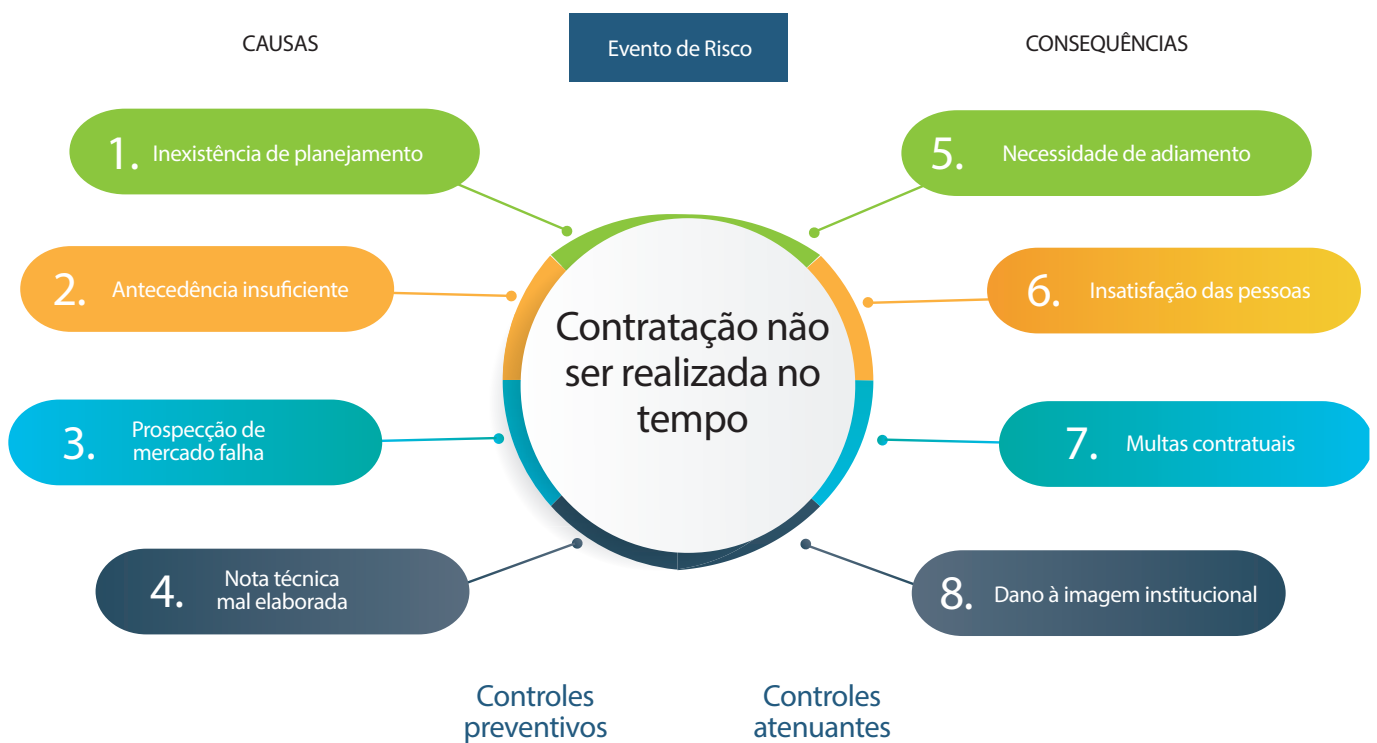 CAUSAS
Evento de Risco
CONSEQUÊNCIAS
1. Inexistência de planejamento
2. Antecedência insuficiente
3. Prospecção de
mercado falha
4. Nota técnica
mal elaborada
Contratação não
ser realizada no
tempo
5. Necessidade de adiamento
6. Insatisfação das pessoas
7. Multas contratuais
8. Dano à imagem institucional
Controles
preventivos
Controles
atenuantes